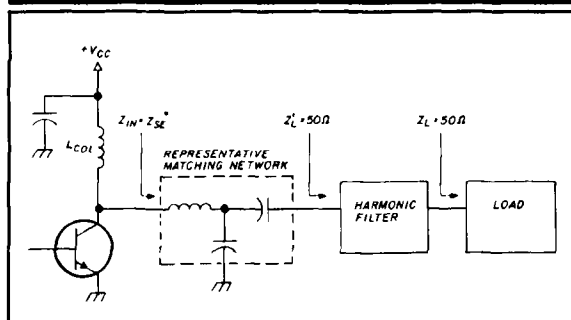 +VCC
LCOL
ZIN = ZSE*
REPRESENTATIVE
MATCHING NETWORK
Z'L = 50Ω
HARMONIC
FILTER
ZL = 50Ω
LOAD